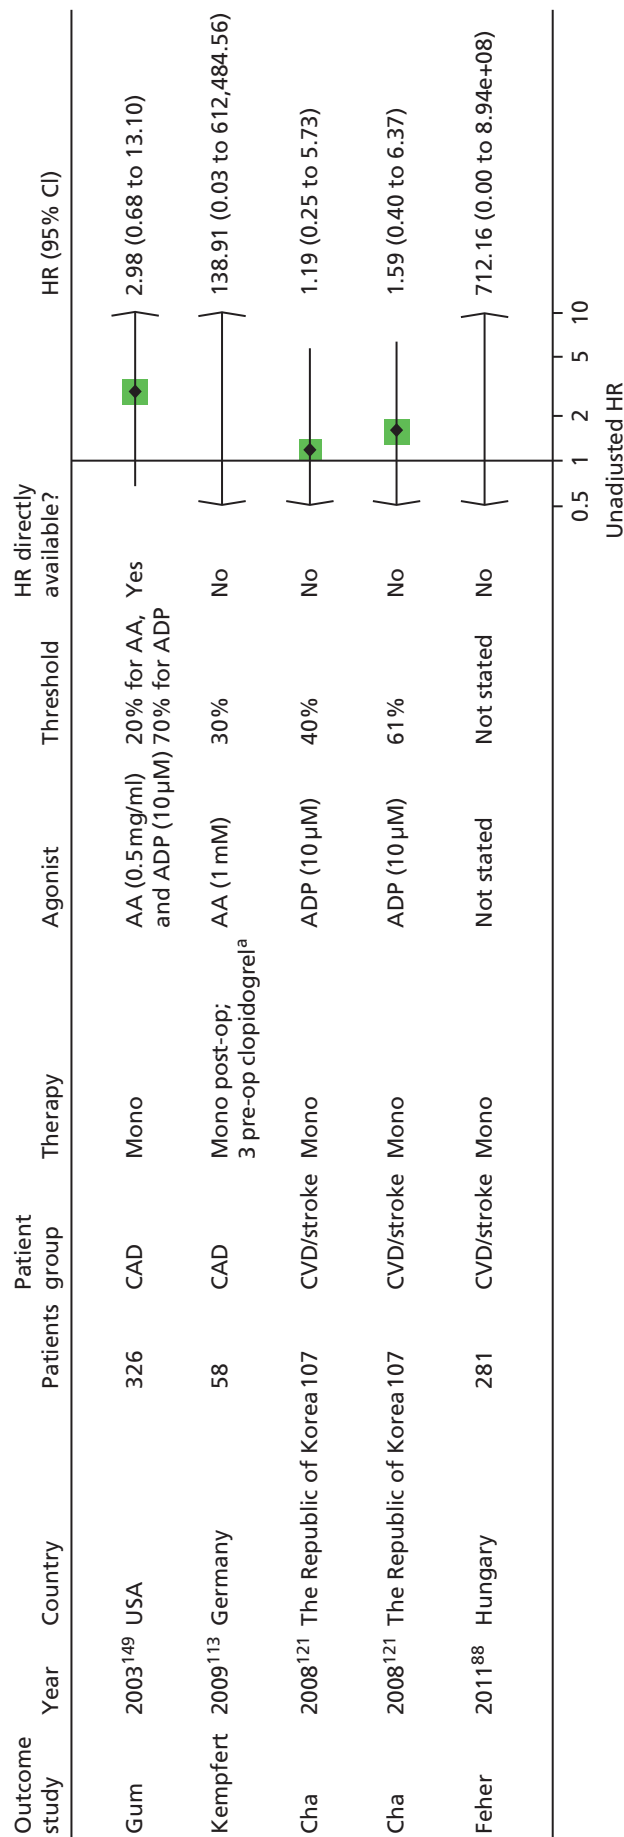 Outcome study Year Country Patients Patient group Therapy Agonist Threshold HR directly available? HR (95% CI)
Gum 2003149 USA 326 CAD Mono AA (0.5 mg/ml) 20% for AA, Yes 2.98 (0.68 to 13.10)
and ADP (10 µM) 70% for ADP
Kempfert 2009113 Germany 58 CAD Mono post-op; AA (1 mM) 30% No 138.91 (0.03 to 612,484.56)
3 pre-op clopidogrela
Cha 2008121 The Republic of Korea 107 CVD/stroke Mono ADP (10 µM) 40% No 1.19 (0.25 to 5.73)
Cha 2008121 The Republic of Korea 107 CVD/stroke Mono ADP (10 µM) 61% No 1.59 (0.40 to 6.37)
Feher 201188 Hungary 281 CVD/stroke Mono Not stated Not stated No 712.16 (0.00 to 8.94e+08)
0.5 1 2 5 10
Unadjusted HR